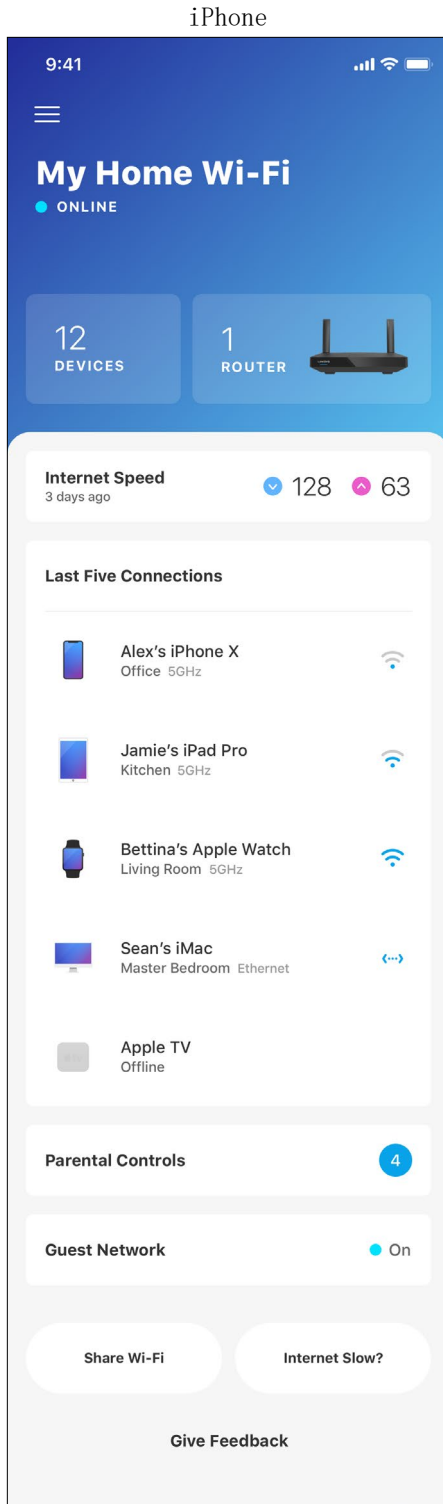 iPhone
9:41
My Home Wi-Fi
ONLINE
12
DEVICES
1
ROUTER
Internet Speed
3 days ago
128
63
Last Five Connections
Alex's iPhone X
Office 5GHz
Jamie's iPad Pro
Kitchen 5GHz
Bettina's Apple Watch
Living Room 5GHz
Sean's iMac
Master Bedroom Ethernet
Apple TV
Offline
Parental Controls
4
Guest Network
On
Share Wi-Fi
Internet Slow?
Give Feedback